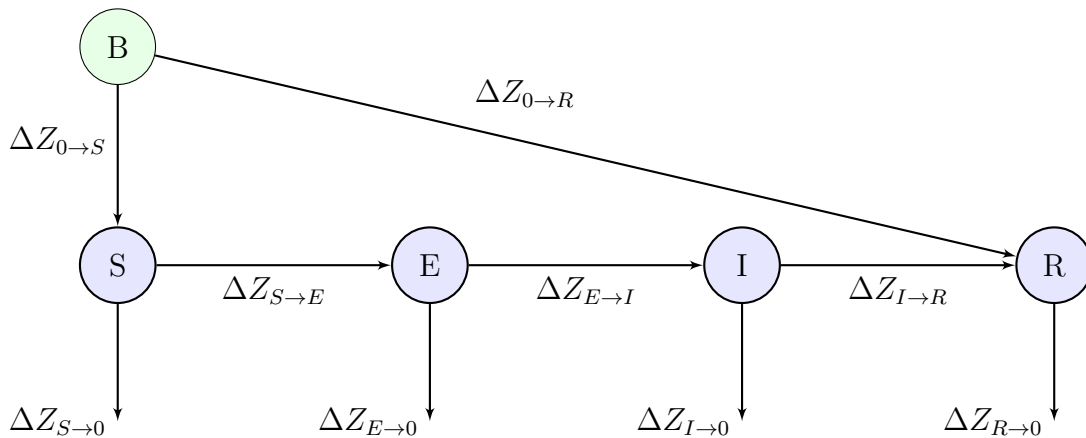 B
ΔZ_{0→R}
ΔZ_{0→S}
S
E
I
R
ΔZ_{S→E}
ΔZ_{E→I}
ΔZ_{I→R}
ΔZ_{S→0}
ΔZ_{E→0}
ΔZ_{I→0}
ΔZ_{R→0}